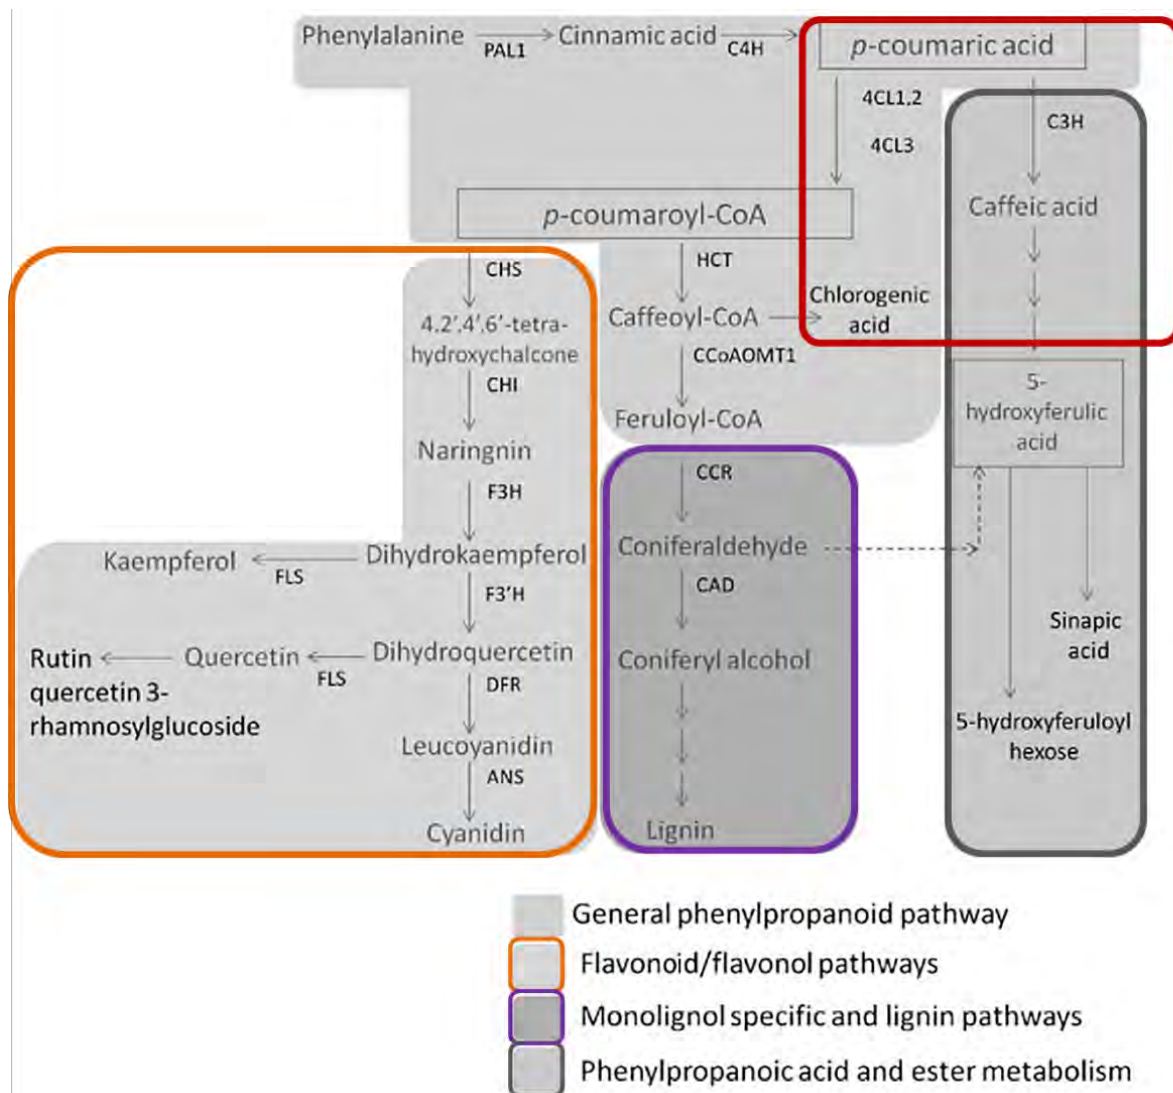 Phenylalanine
PAL1
Cinnamic acid
C4H
p-coumaric acid
4CL1,2
4CL3
C3H
Caffeic acid
p-coumaroyl-CoA
CHS
HCT
4,2',4',6'-tetra-
hydroxychalcone
Caffeoyl-CoA
Chlorogenic
acid
CHI
CCoAOMT1
Naringnin
Feruloyl-CoA
5-
hydroxyferulic
acid
F3H
CCR
Kaempferol
FLS
Dihydrokaempferol
Coniferaldehyde
F3'H
CAD
Rutin
quercetin 3-
rhamnosylglucoside
Quercetin
FLS
Dihydroquercetin
Coniferyl alcohol
Sinapic
acid
DFR
Leucoyanidin
5-hydroxyferuloyl
hexose
ANS
Cyanidin
Lignin
General phenylpropanoid pathway
Flavonoid/flavonol pathways
Monolignol specific and lignin pathways
Phenylpropanoic acid and ester metabolism